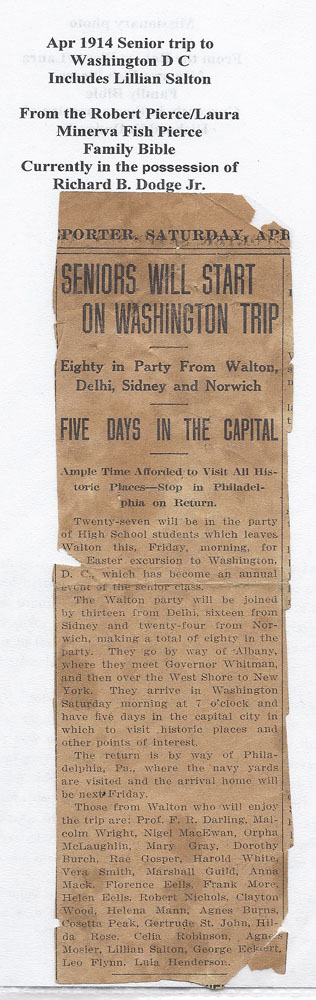 Apr 1914 Senior trip to
Washington D C
Includes Lillian Salton
From the Robert Pierce/Laura
Minerva Fish Pierce
Family Bible
Currently in the possession of
Richard B. Dodge Jr.
PORTER, SATURDAY, APR
SENIORS WILL START
ON WASHINGTON TRIP
Eighty in Party From Walton,
Delhi, Sidney and Norwich
FIVE DAYS IN THE CAPITAL
Ample Time Afforded to Visit All His-
toric Places—Stop in Philadel-
phia on Return.
Twenty-seven will be in the party
of High School students which leaves
Walton this, Friday, morning, for
Easter excursion to Washington,
D. C., which has become an annual
event of the senior class.
The Walton party will be joined
by thirteen from Delhi, sixteen from
Sidney and twenty-four from Nor-
wich, making a total of eighty in the
party. They go by way of Albany,
where they meet Governor Whitman,
and then over the West Shore to New
York. They arrive in Washington
Saturday morning at 7 o'clock and
have five days in the capital city in
which to visit historic places and
other points of interest.
The return is by way of Phila-
delphia, Pa., where the navy yards
are visited and the arrival home will
be next Friday.
Those from Walton who will enjoy
the trip are: Prof. F. R. Darling, Mal-
colm Wright, Nigel MacEwan, Orpha
McLaughlin, Mary Gray, Dorothy
Burch, Rae Gosper, Harold White,
Vera Smith, Marshall Guild, Anna
Mack, Florence Eells, Frank More,
Helen Eells, Robert Nichols, Clayton
Wood, Helena Mann, Agnes Burns,
Cosetta Peak, Gertrude St. John, Hil-
da Rose, Celia Robinson, Agnes
Mosier, Lillian Salton, George Eckert,
Leo Flynn, Lula Henderson.